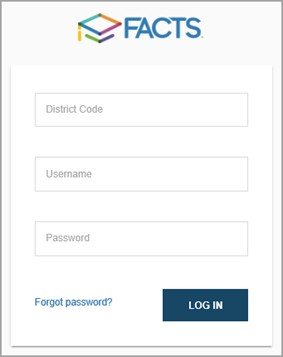 FACTS
District Code
Username
Password
Forgot password? LOG IN